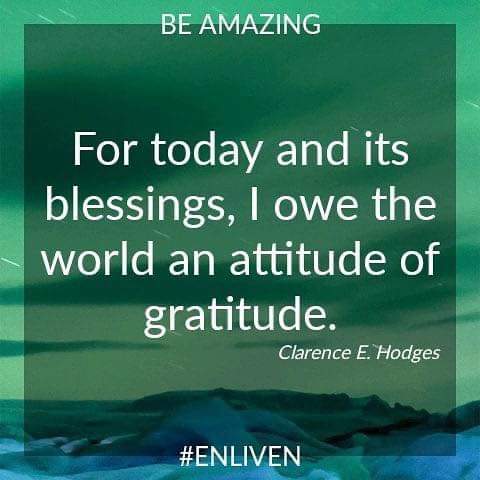 BE AMAZING
For today and its
blessings, I owe the
world an attitude of
gratitude.
Clarence E. Hodges
#ENLIVEN